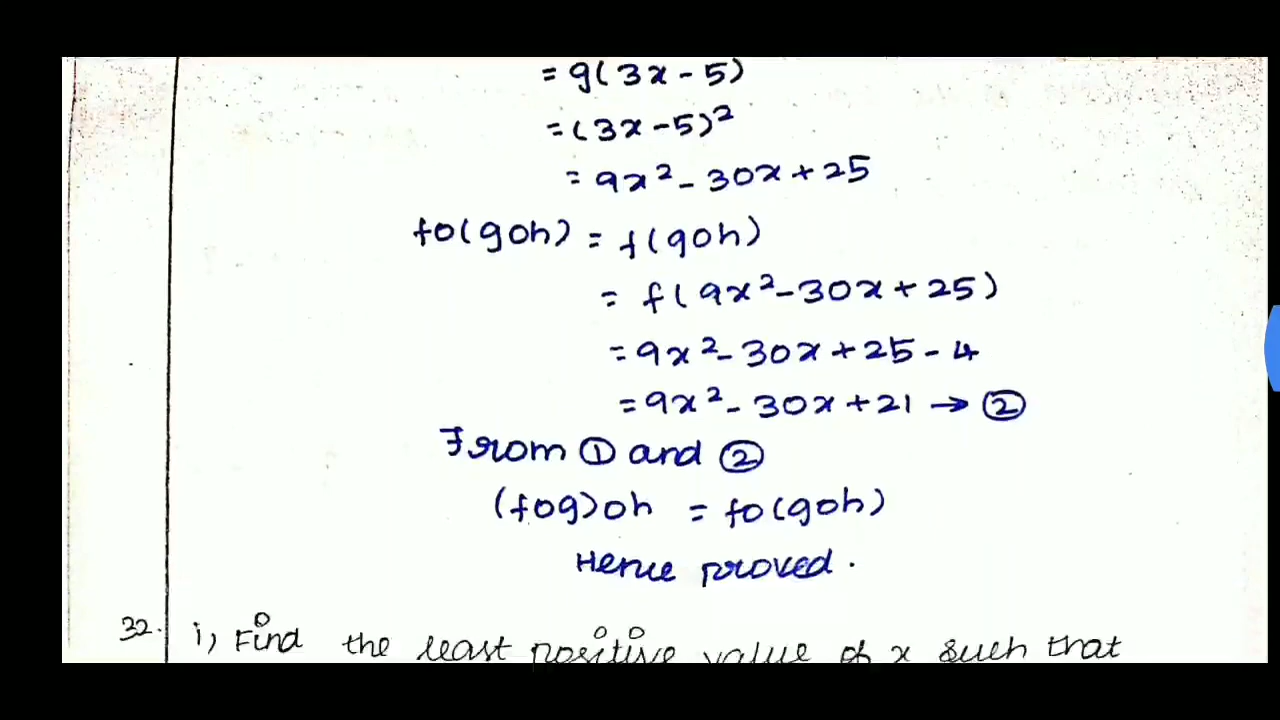 = g(3x - 5)
= (3x - 5)²
= 9x² - 30x + 25
fo(goh) = f(goh)
= f(9x² - 30x + 25)
= 9x² - 30x + 25 - 4
= 9x² - 30x + 21 → ②
From ① and ②
(fog)oh = fo(goh)
Hence proved.
32. i) Find the least positive value of x such that